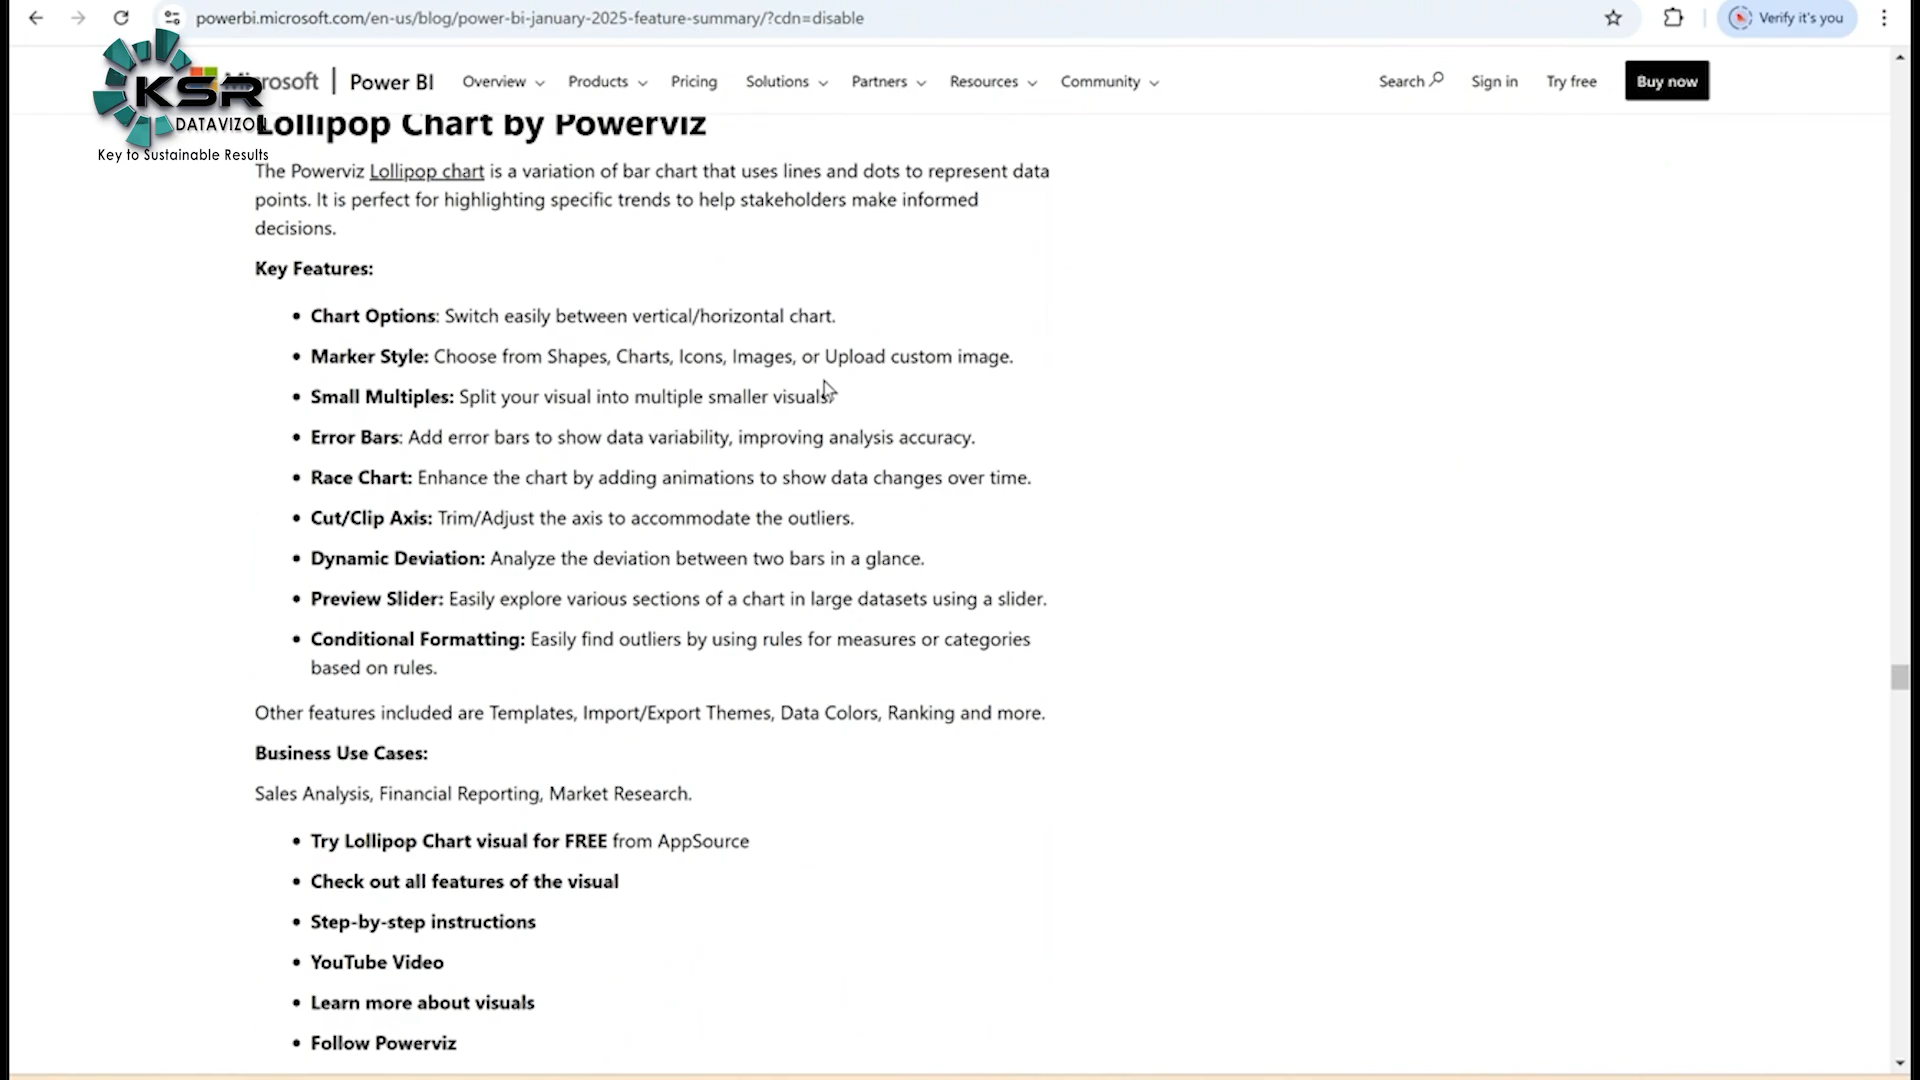 powerbi.microsoft.com/en-us/blog/power-bi-january-2025-feature-summary/?cdn=disable
Verify it's you
KSR
DATAVIZON
Key to Sustainable Results
Power BI
Overview
Products
Pricing
Solutions
Partners
Resources
Community
Search
Sign in
Try free
Buy now
Lollipop Chart by Powerviz
The Powerviz Lollipop chart is a variation of bar chart that uses lines and dots to represent data
points. It is perfect for highlighting specific trends to help stakeholders make informed
decisions.
Key Features:
• Chart Options: Switch easily between vertical/horizontal chart.
• Marker Style: Choose from Shapes, Charts, Icons, Images, or Upload custom image.
• Small Multiples: Split your visual into multiple smaller visuals.
• Error Bars: Add error bars to show data variability, improving analysis accuracy.
• Race Chart: Enhance the chart by adding animations to show data changes over time.
• Cut/Clip Axis: Trim/Adjust the axis to accommodate the outliers.
• Dynamic Deviation: Analyze the deviation between two bars in a glance.
• Preview Slider: Easily explore various sections of a chart in large datasets using a slider.
• Conditional Formatting: Easily find outliers by using rules for measures or categories
based on rules.
Other features included are Templates, Import/Export Themes, Data Colors, Ranking and more.
Business Use Cases:
Sales Analysis, Financial Reporting, Market Research.
• Try Lollipop Chart visual for FREE from AppSource
• Check out all features of the visual
• Step-by-step instructions
• YouTube Video
• Learn more about visuals
• Follow Powerviz